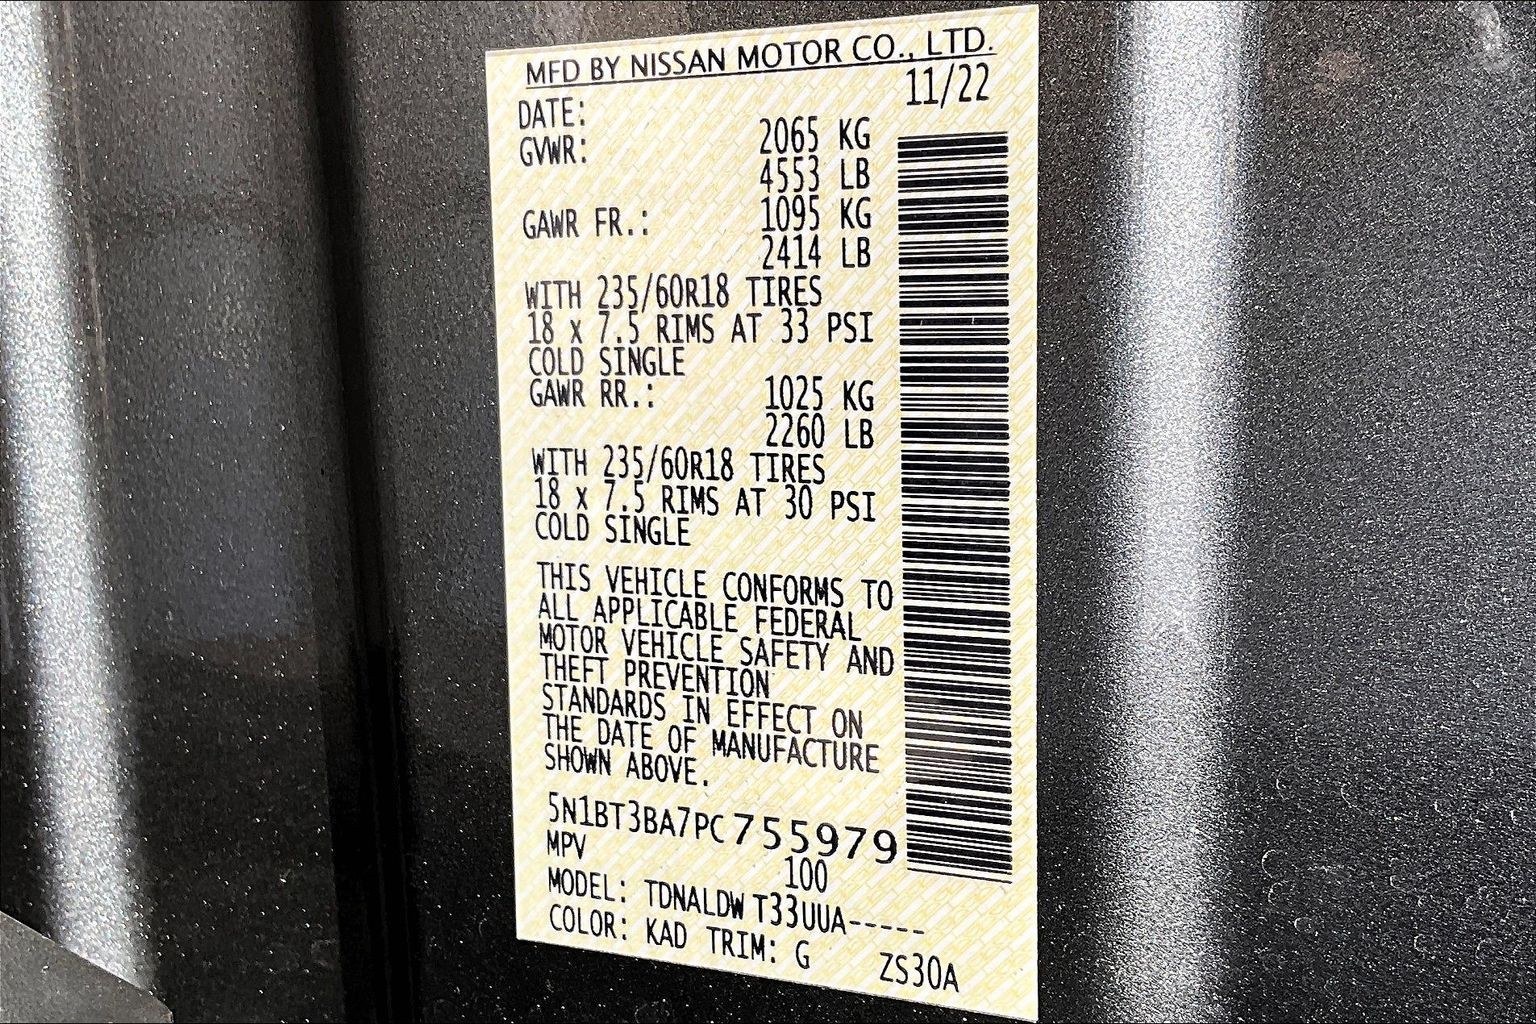 MFD BY NISSAN MOTOR CO., LTD.
DATE: 11/22
GVWR: 2065 KG
4553 LB
GAWR FR.: 1095 KG
2414 LB
WITH 235/60R18 TIRES
18 x 7.5 RIMS AT 33 PSI
COLD SINGLE
GAWR RR.: 1025 KG
2260 LB
WITH 235/60R18 TIRES
18 x 7.5 RIMS AT 30 PSI
COLD SINGLE
THIS VEHICLE CONFORMS TO
ALL APPLICABLE FEDERAL
MOTOR VEHICLE SAFETY AND
THEFT PREVENTION
STANDARDS IN EFFECT ON
THE DATE OF MANUFACTURE
SHOWN ABOVE.
5N1BT3BA7PC755979
MPV 100
MODEL: TDNALDW T33UUA-----
COLOR: KAD TRIM: G ZS30A